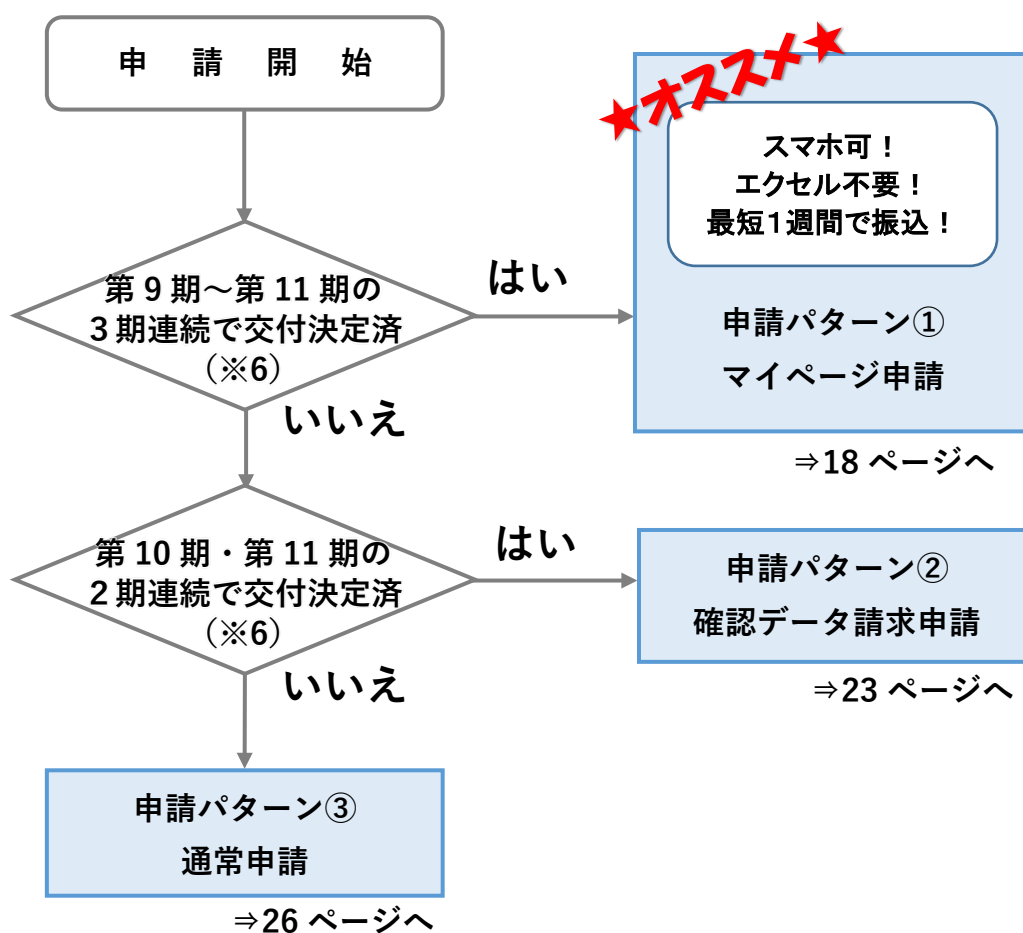 申　請　開　始
★オススメ★
スマホ可！
エクセル不要！
最短１週間で振込！
第 9 期～第 11 期の
３期連続で交付決定済
（※6）
はい
申請パターン①
マイページ申請
いいえ
⇒18 ページへ
第 10 期・第 11 期の
２期連続で交付決定済
（※6）
はい
申請パターン②
確認データ請求申請
いいえ
⇒23 ページへ
申請パターン③
通常申請
⇒26 ページへ